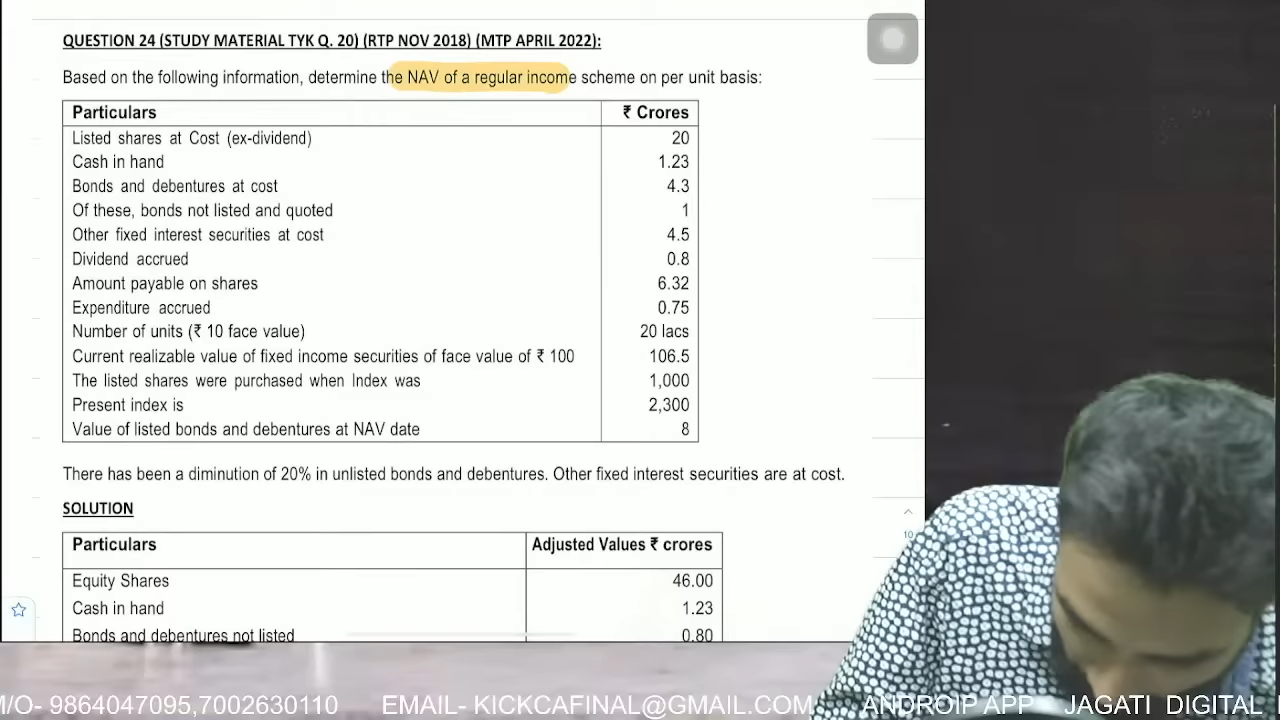 QUESTION 24 (STUDY MATERIAL TYK Q. 20) (RTP NOV 2018) (MTP APRIL 2022):
Based on the following information, determine the NAV of a regular income scheme on per unit basis:
Particulars ₹ Crores
Listed shares at Cost (ex-dividend) 20
Cash in hand 1.23
Bonds and debentures at cost 4.3
Of these, bonds not listed and quoted 1
Other fixed interest securities at cost 4.5
Dividend accrued 0.8
Amount payable on shares 6.32
Expenditure accrued 0.75
Number of units (₹ 10 face value) 20 lacs
Current realizable value of fixed income securities of face value of ₹ 100 106.5
The listed shares were purchased when Index was 1,000
Present index is 2,300
Value of listed bonds and debentures at NAV date 8
There has been a diminution of 20% in unlisted bonds and debentures. Other fixed interest securities are at cost.
SOLUTION
10
Particulars Adjusted Values ₹ crores
Equity Shares 46.00
Cash in hand 1.23
Bonds and debentures not listed 0.80
M/O- 9864047095,7002630110 EMAIL- KICKCAFINAL@GMAIL.COM, ANDROIP APP - JAGATI DIGITAL